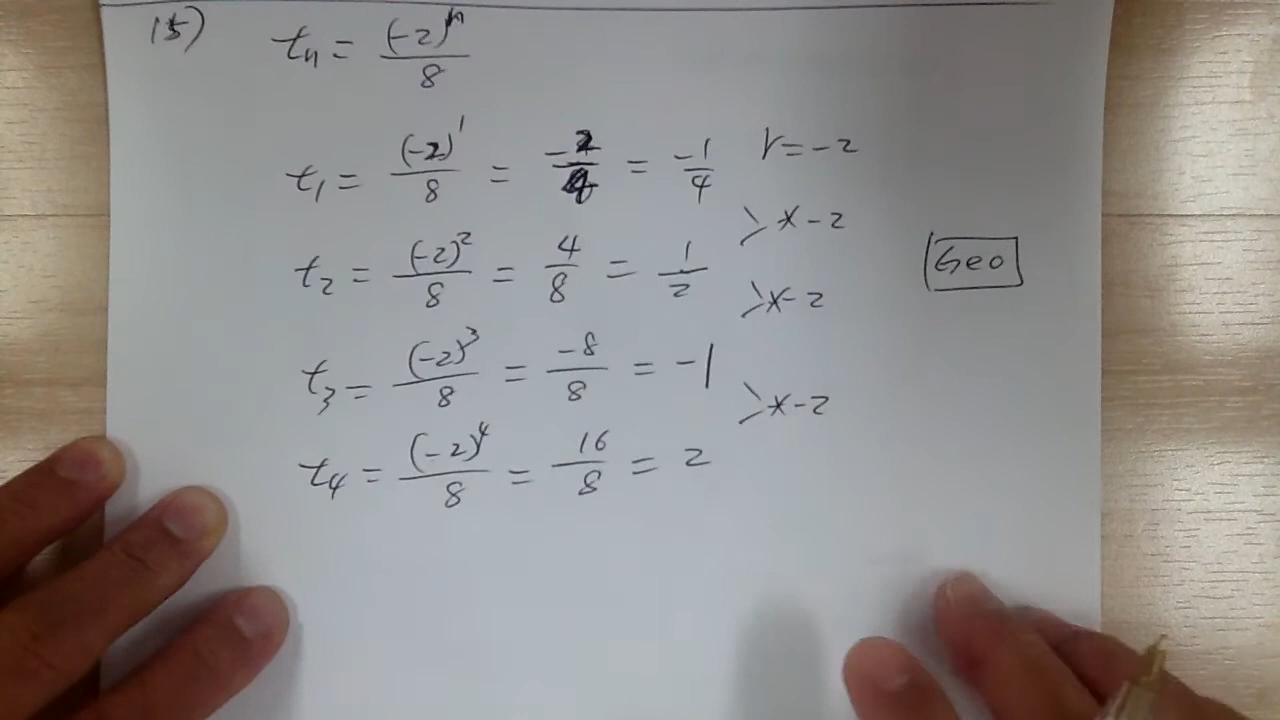 15) tₙ = (-2)ⁿ/8
t₁ = (-2)¹/8 = -2/8 = -1/4 r = -2
> × -2
t₂ = (-2)²/8 = 4/8 = 1/2 Geo
> × -2
t₃ = (-2)³/8 = -8/8 = -1
> × -2
t₄ = (-2)⁴/8 = 16/8 = 2